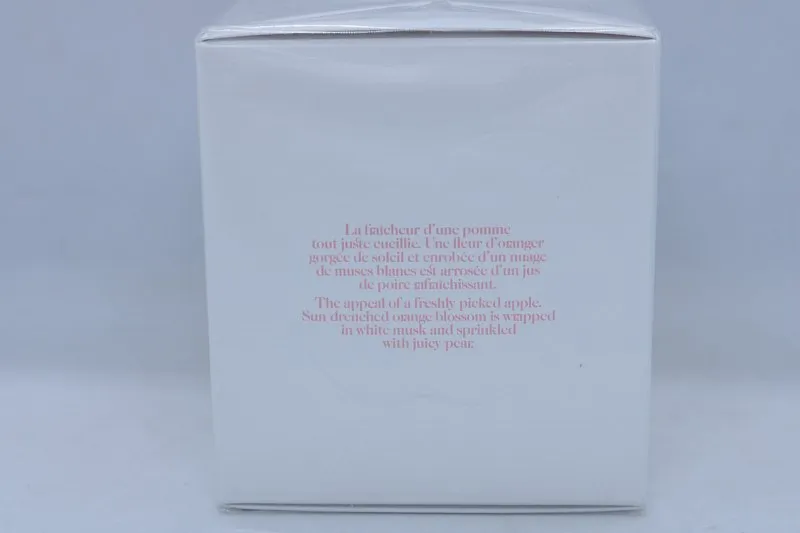 La fraîcheur d'une pomme
tout juste cueillie. Une fleur d'oranger
gorgée de soleil et enrobée d'un nuage
de muscs blancs est arrosée d'un jus
de poire rafraîchissant.
The appeal of a freshly picked apple.
Sun drenched orange blossom is wrapped
in white musk and sprinkled
with juicy pear.